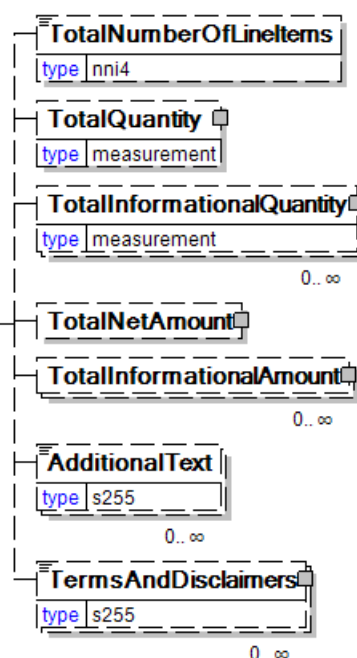 TotalNumberOfLineItems
type nni4
TotalQuantity
type measurement
TotalInformationalQuantity
type measurement
0.. ∞
TotalNetAmount
TotalInformationalAmount
0.. ∞
AdditionalText
type s255
0.. ∞
TermsAndDisclaimers
type s255
0.. ∞